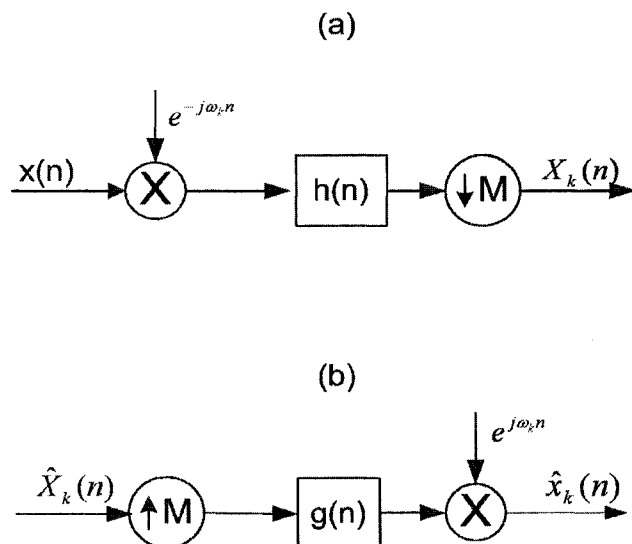 (a)
e^{-jω_k n}
x(n) X h(n) ↓M X_k(n)
(b)
e^{jω_k n}
X̂_k(n) ↑M g(n) X x̂_k(n)